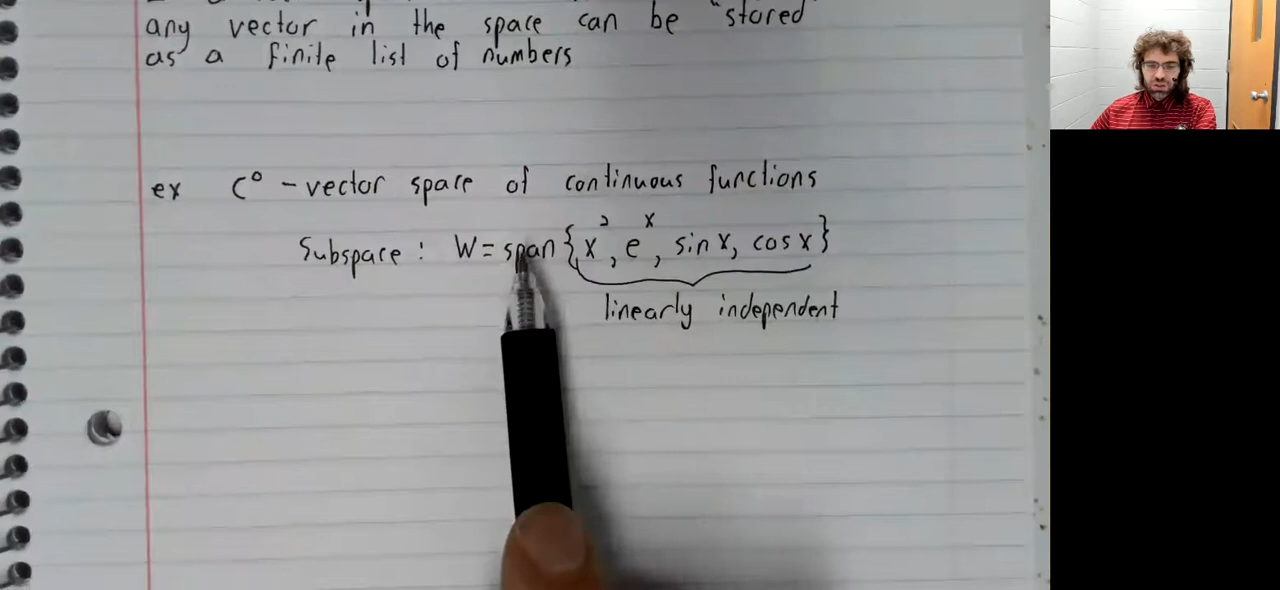 any vector in the space can be "stored"
as a finite list of numbers
ex C⁰ - vector space of continuous functions
Subspace: W = span{x², eˣ, sin x, cos x}
linearly independent